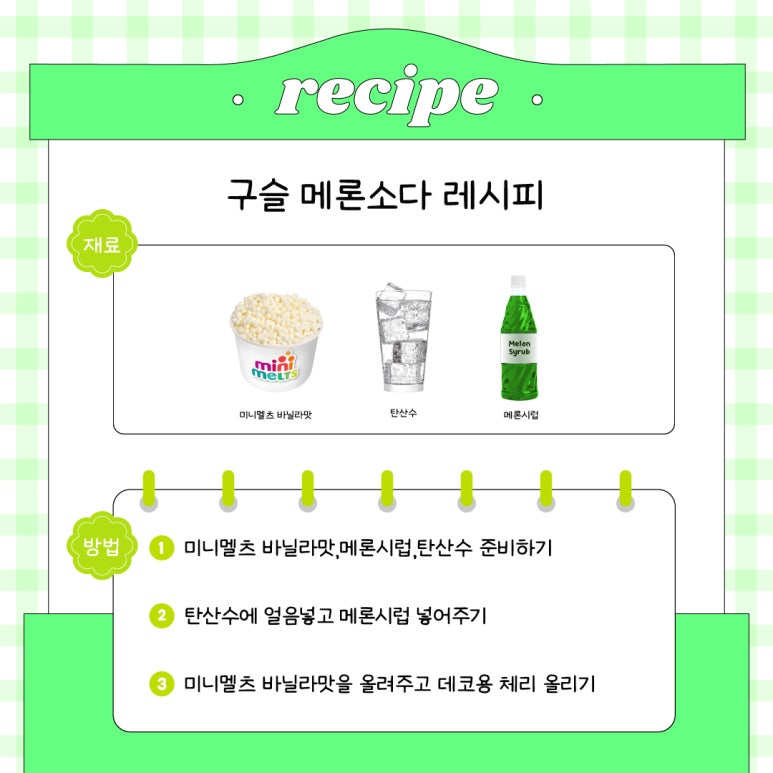 recipe
구슬 메론소다 레시피
재료
mini
melts
Melon
Syrub
미니멜츠 바닐라맛
탄산수
메론시럽
방법
1 미니멜츠 바닐라맛,메론시럽,탄산수 준비하기
2 탄산수에 얼음넣고 메론시럽 넣어주기
3 미니멜츠 바닐라맛을 올려주고 데코용 체리 올리기